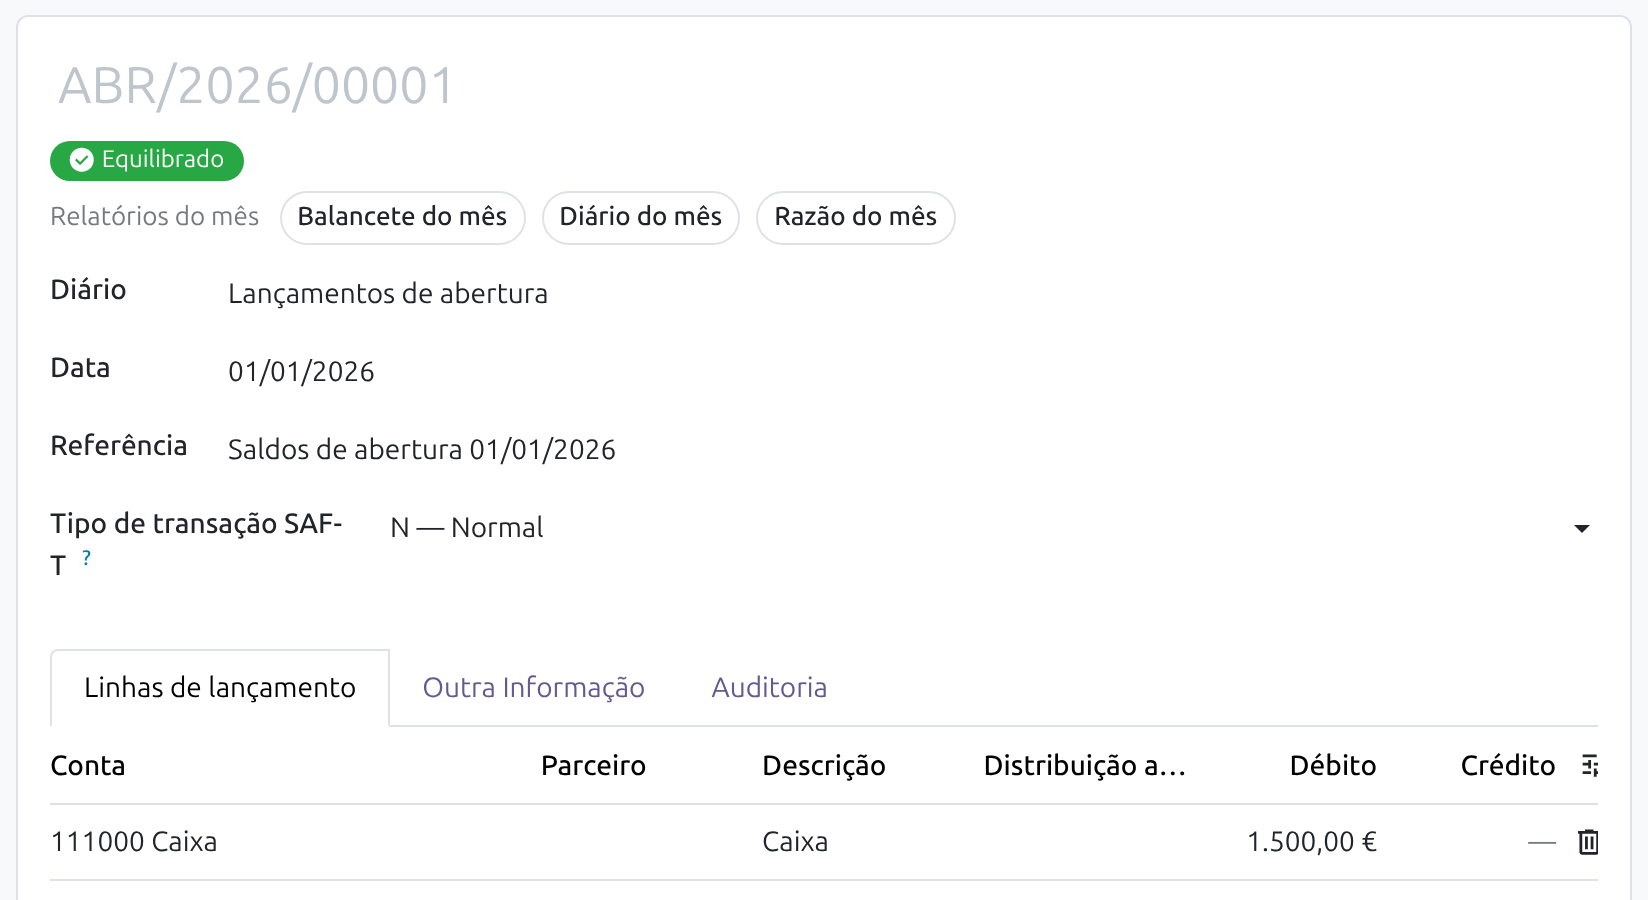 ABR/2026/00001
Equilibrado
Relatórios do mês Balancete do mês Diário do mês Razão do mês
Diário Lançamentos de abertura
Data 01/01/2026
Referência Saldos de abertura 01/01/2026
Tipo de transação SAF-
T ? N — Normal
Linhas de lançamento Outra Informação Auditoria
Conta Parceiro Descrição Distribuição a… Débito Crédito
111000 Caixa Caixa 1.500,00 € —